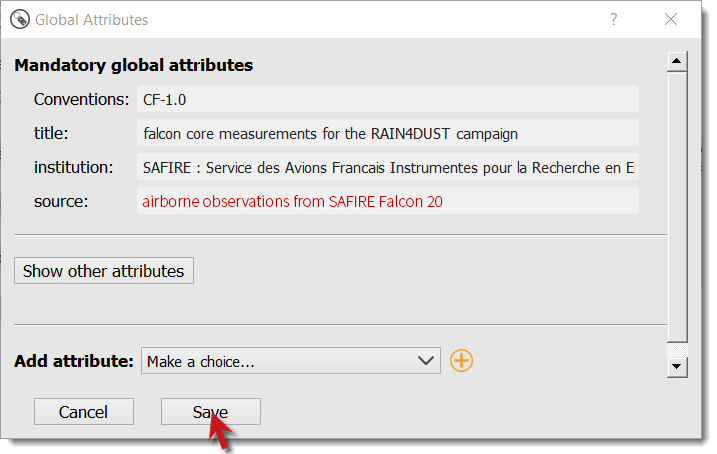 Global Attributes
?
Mandatory global attributes
Conventions: CF-1.0
title: falcon core measurements for the RAIN4DUST campaign
institution: SAFIRE : Service des Avions Francais Instrumentes pour la Recherche en E
source: airborne observations from SAFIRE Falcon 20
Show other attributes
Add attribute: Make a choice...
Cancel Save